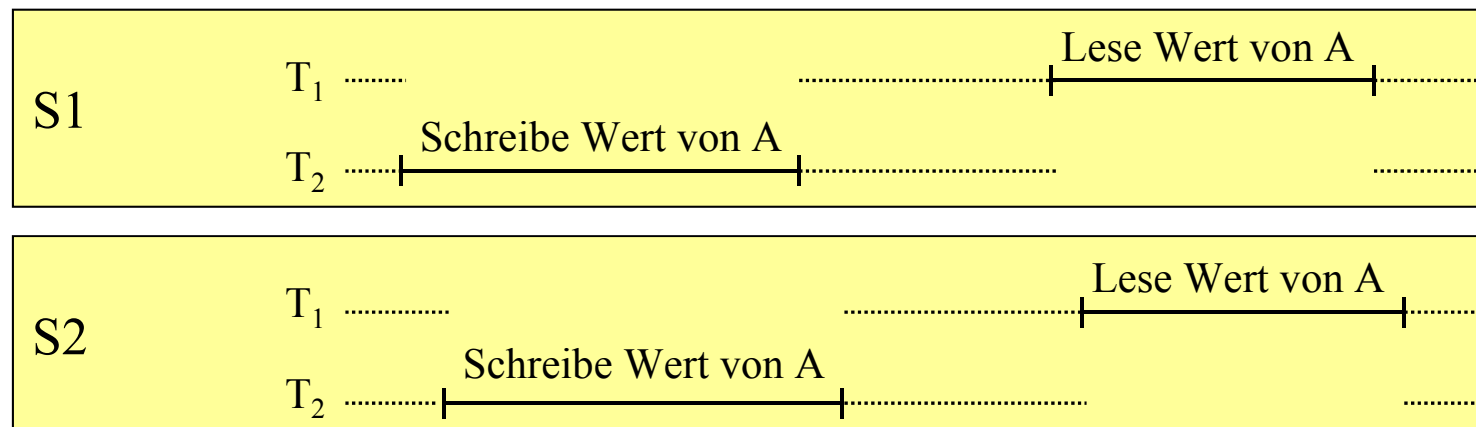 Lese Wert von A
T₁
S1
Schreibe Wert von A
T₂
Lese Wert von A
T₁
S2
Schreibe Wert von A
T₂